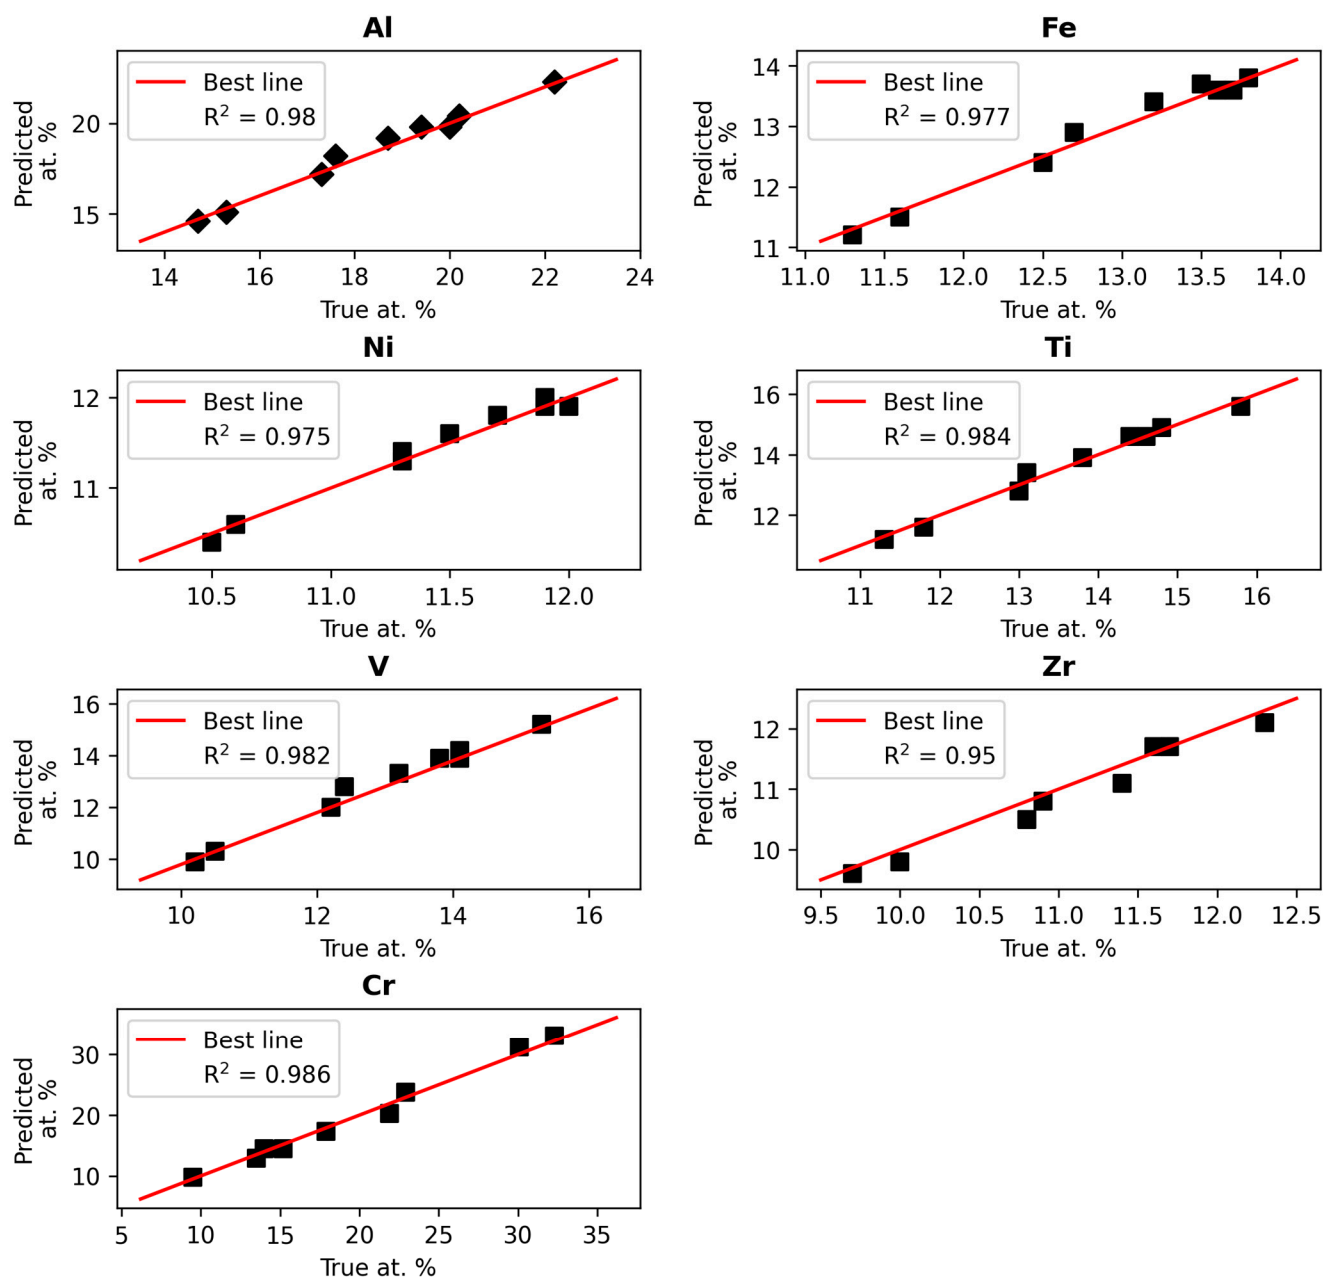 Al
Best line
R² = 0.98
20
15
14 16 18 20 22 24
Predicted
at. %
True at. %
Fe
Best line
R² = 0.977
14
13
12
11
11.0 11.5 12.0 12.5 13.0 13.5 14.0
Predicted
at. %
True at. %
Ni
Best line
R² = 0.975
12
11
10.5 11.0 11.5 12.0
Predicted
at. %
True at. %
Ti
Best line
R² = 0.984
16
14
12
11 12 13 14 15 16
Predicted
at. %
True at. %
V
Best line
R² = 0.982
16
14
12
10
10 12 14 16
Predicted
at. %
True at. %
Zr
Best line
R² = 0.95
12
11
10
9.5 10.0 10.5 11.0 11.5 12.0 12.5
Predicted
at. %
True at. %
Cr
Best line
R² = 0.986
30
20
10
5 10 15 20 25 30 35
Predicted
at. %
True at. %